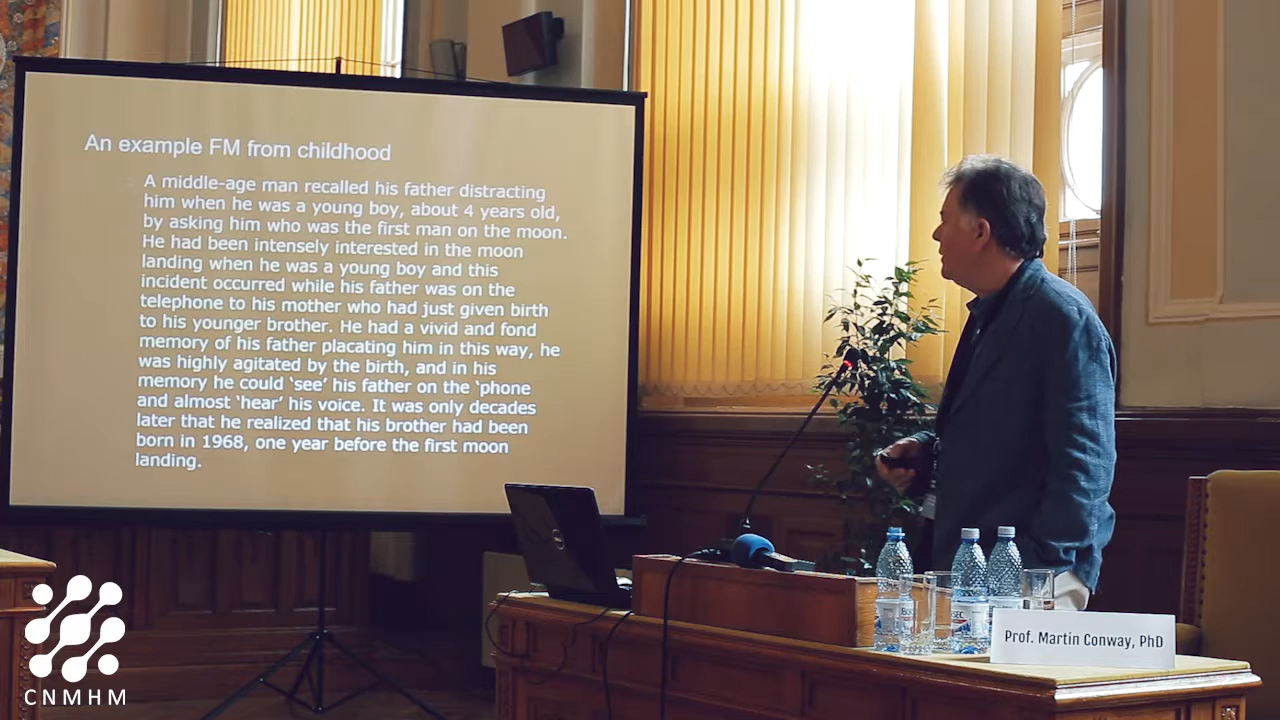 An example FM from childhood
A middle-age man recalled his father distracting
him when he was a young boy, about 4 years old,
by asking him who was the first man on the moon.
He had been intensely interested in the moon
landing when he was a young boy and this
incident occurred while his father was on the
telephone to his mother who had just given birth
to his younger brother. He had a vivid and fond
memory of his father placating him in this way, he
was highly agitated by the birth, and in his
memory he could ‘see’ his father on the ‘phone
and almost ‘hear’ his voice. It was only decades
later that he realized that his brother had been
born in 1968, one year before the first moon
landing.
Prof. Martin Conway, PhD
CNMHM